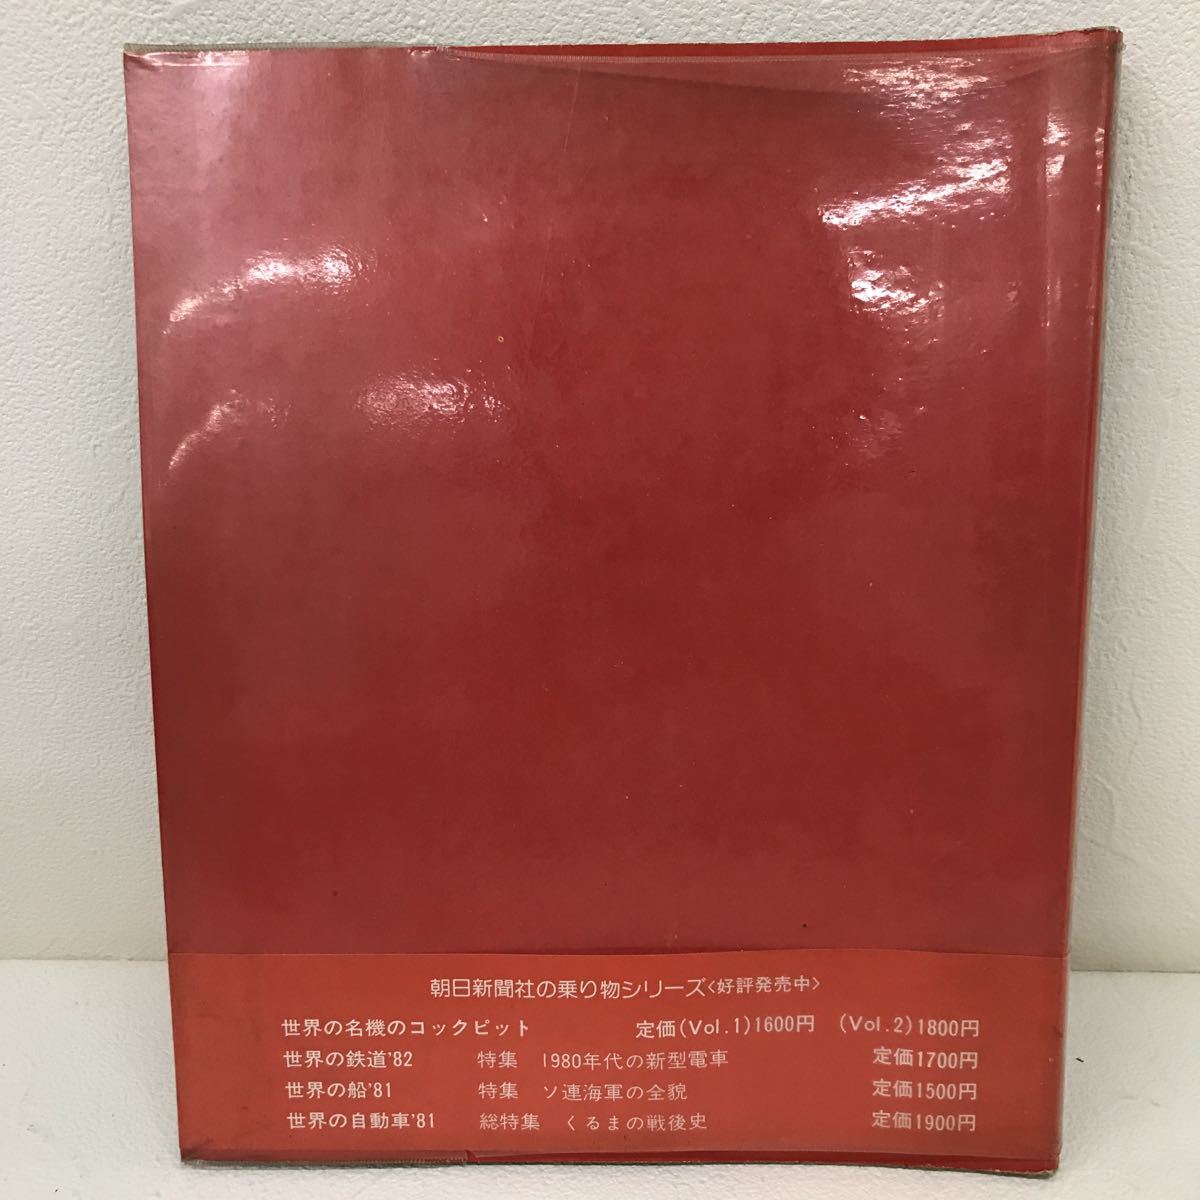 朝日新聞社の乗り物シリーズ〈好評発売中〉
世界の名機のコックピット 定価(Vol.1)1600円 (Vol.2)1800円
世界の鉄道'82 特集 1980年代の新型電車 定価1700円
世界の船'81 特集 ソ連海軍の全貌 定価1500円
世界の自動車'81 総特集 くるまの戦後史 定価1900円